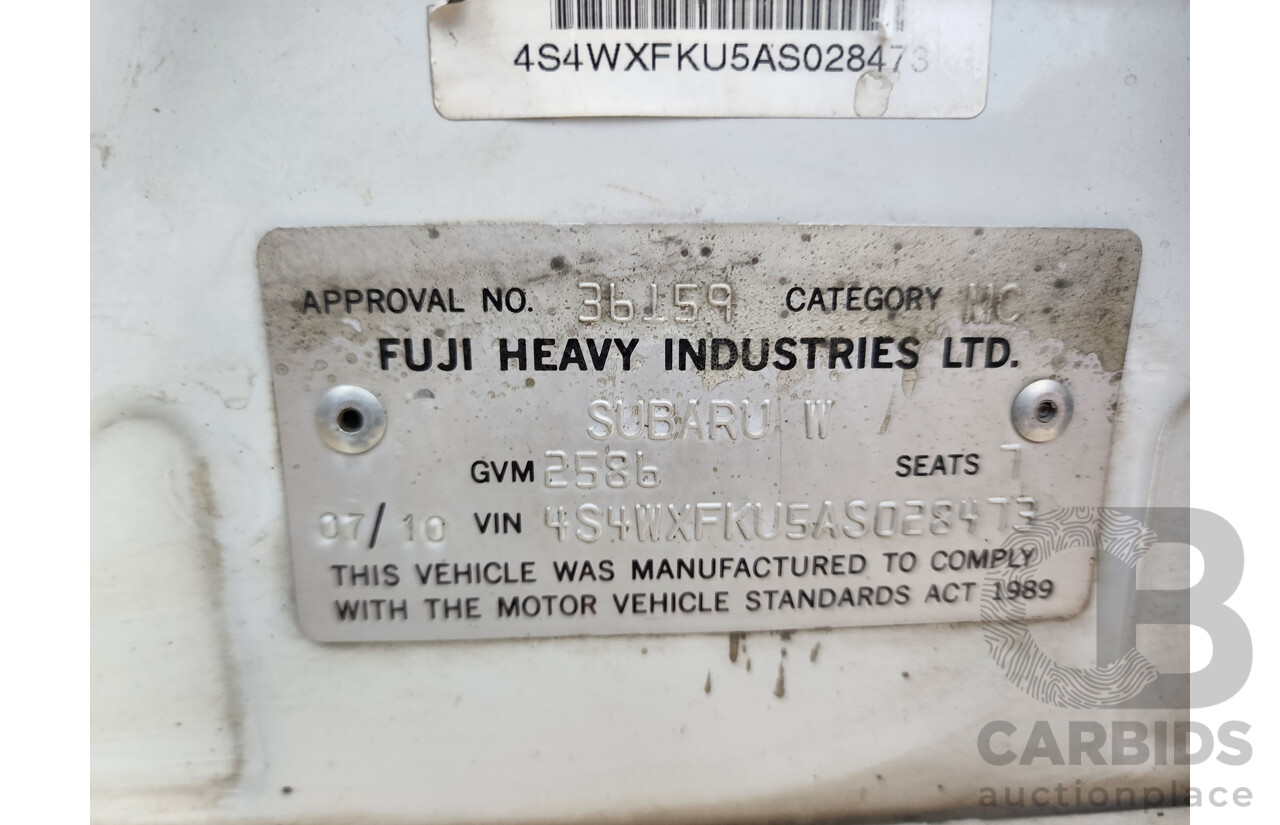 4S4WXFKU5AS028473
APPROVAL NO. 36159 CATEGORY MC
FUJI HEAVY INDUSTRIES LTD.
SUBARU W
GVM 2586 SEATS 7
07/10 VIN 4S4WXFKU5AS028473
THIS VEHICLE WAS MANUFACTURED TO COMPLY
WITH THE MOTOR VEHICLE STANDARDS ACT 1989
CB
CARBIDS
auctionplace